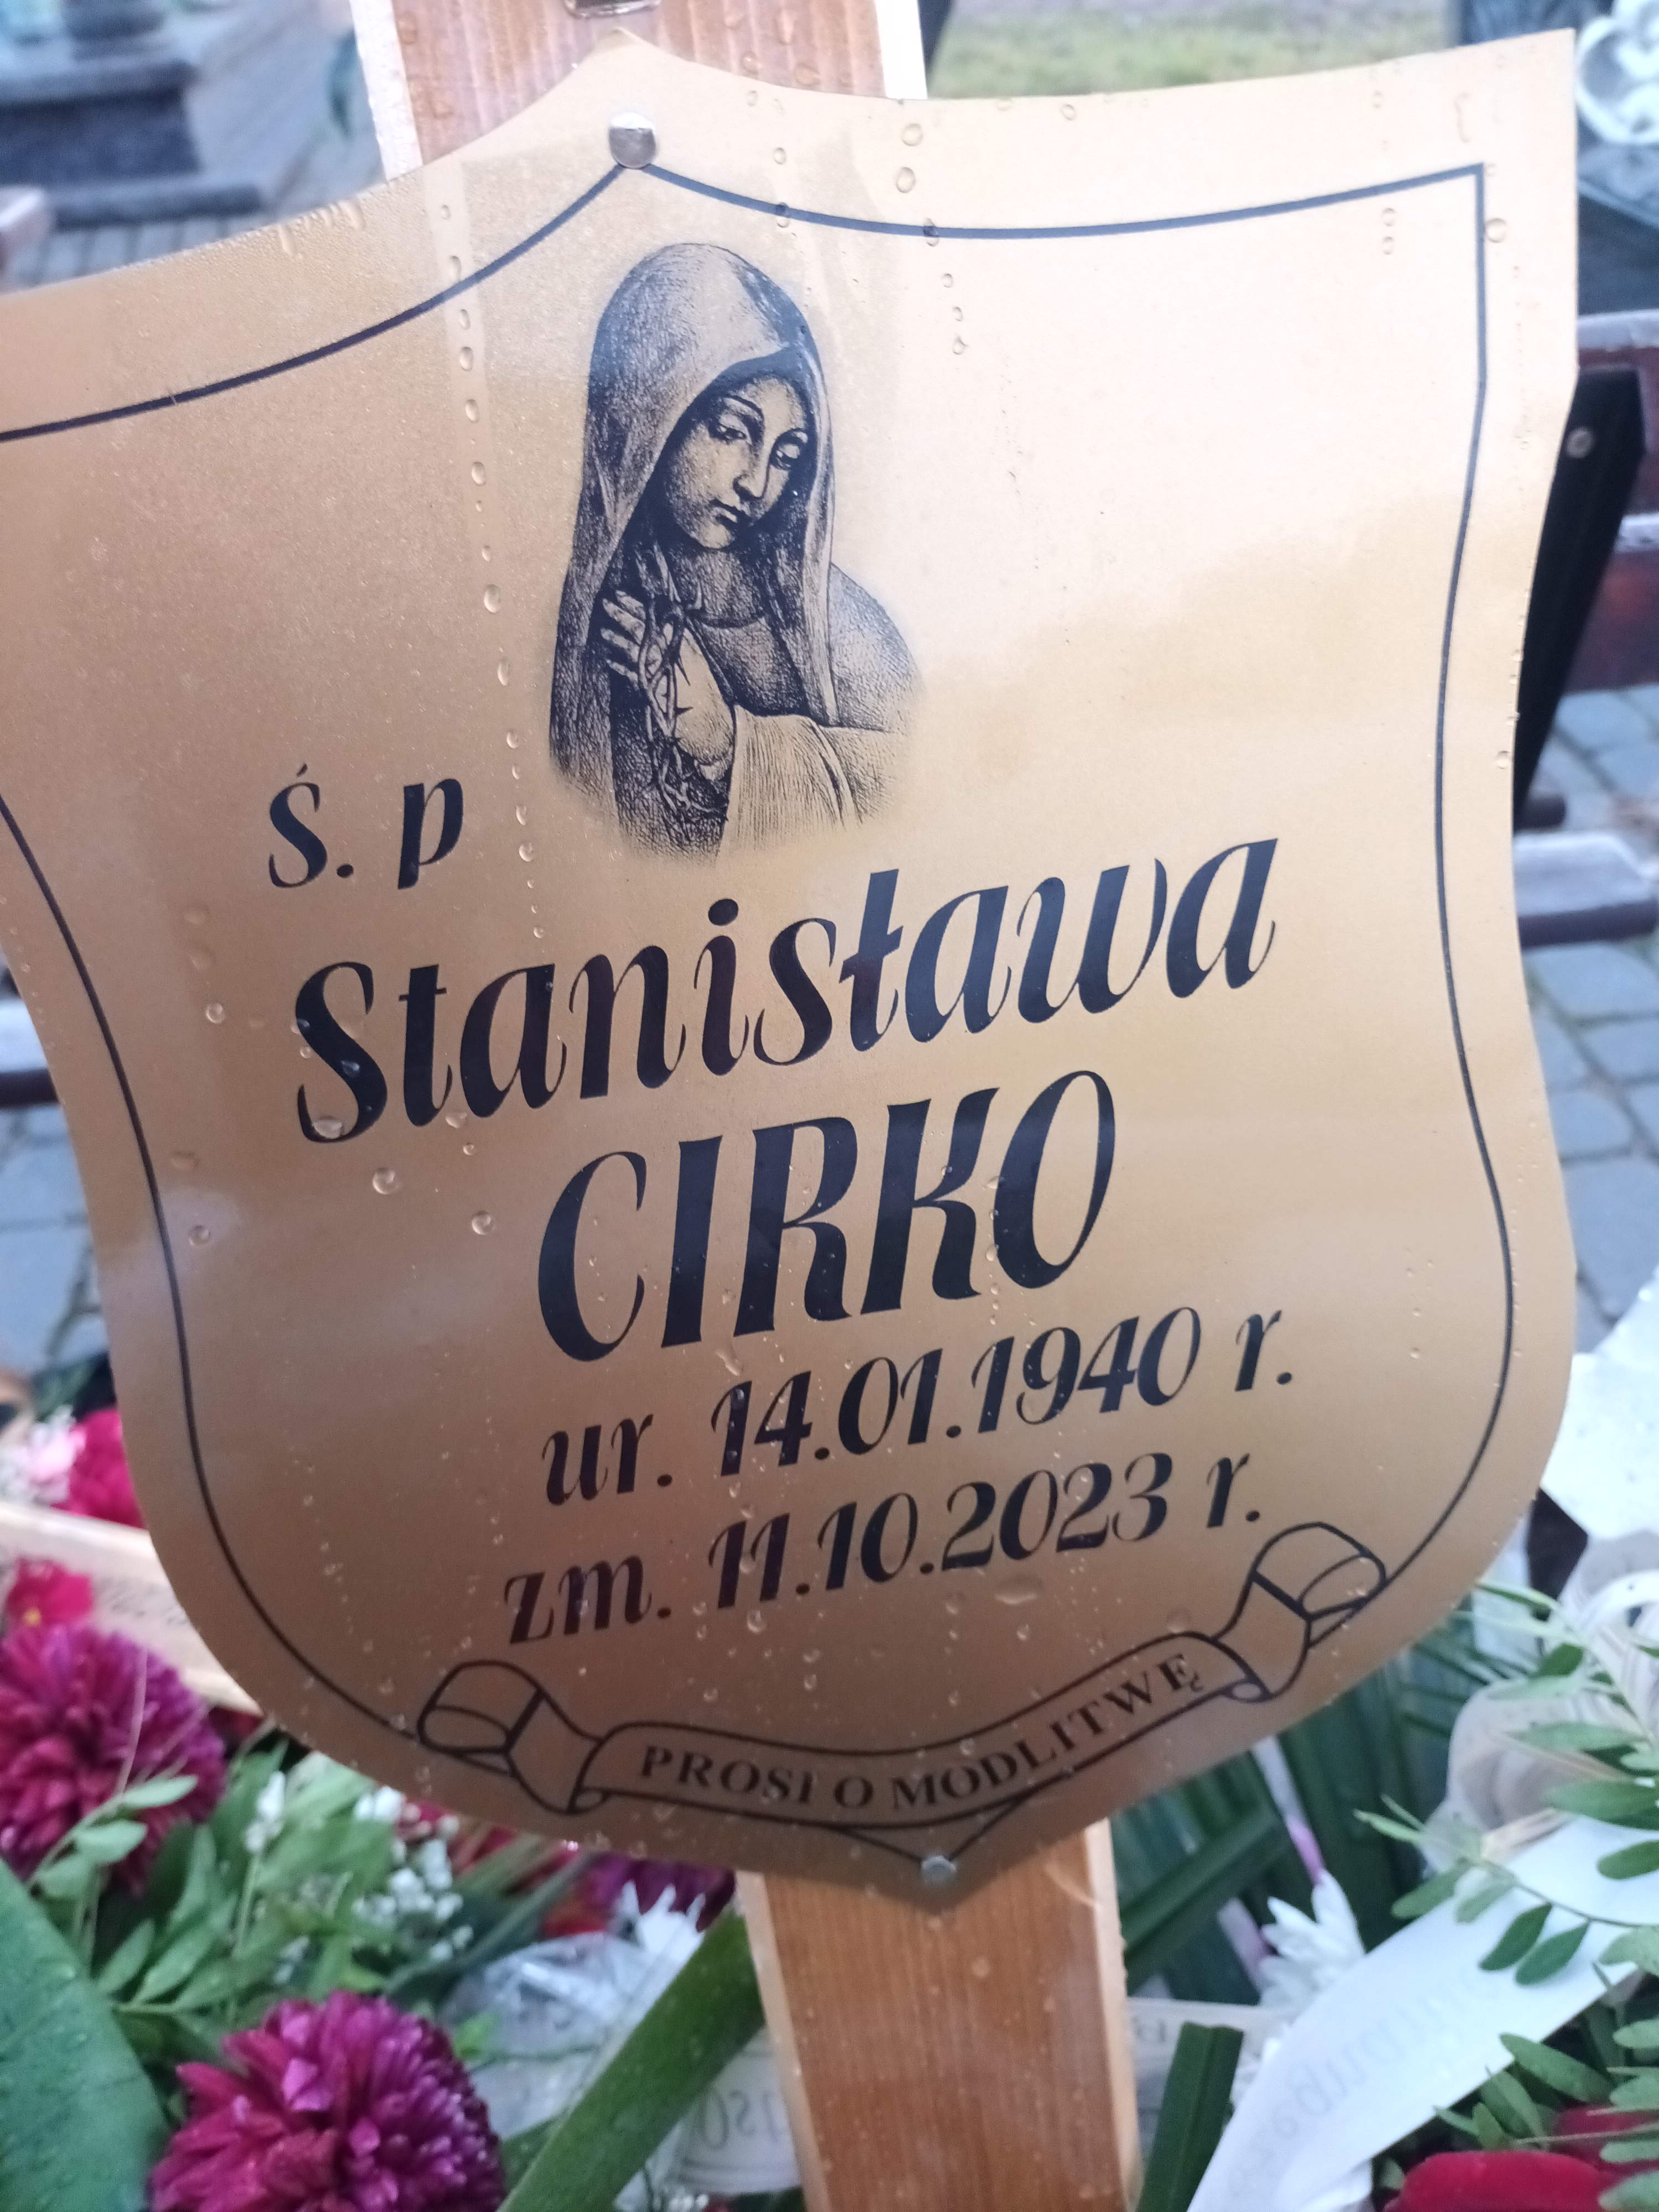 Ś. p
Stanisława
CIRKO
ur. 14.01.1940 r.
zm. 11.10.2023 r.
PROSI O MODLITWĘ